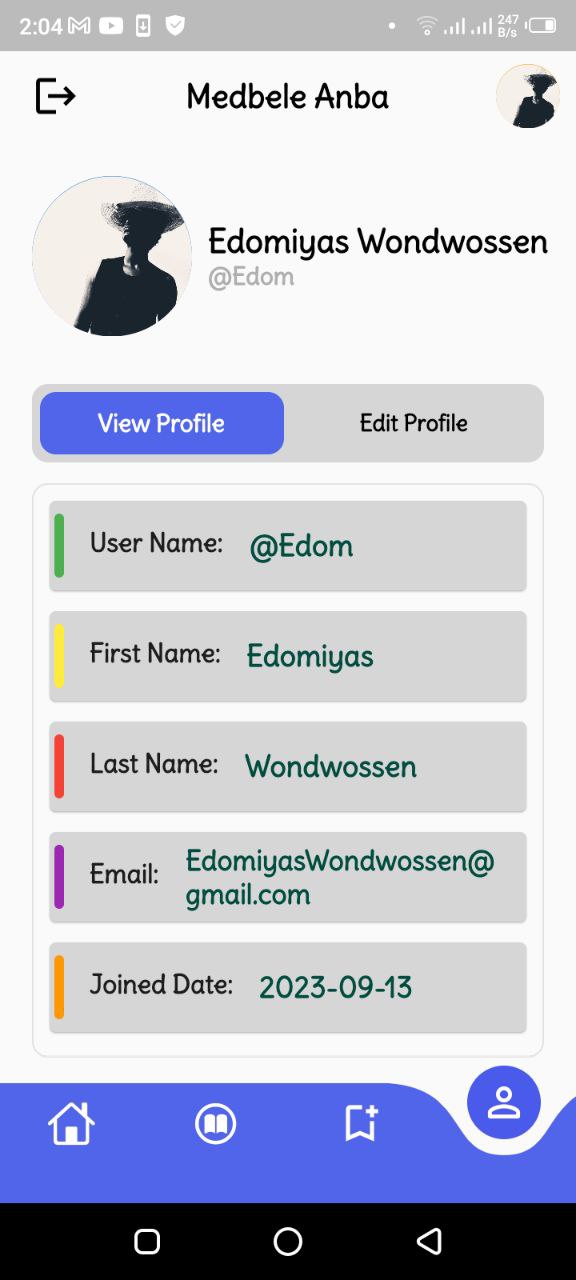 2:04
247
B/s
Medbele Anba
Edomiyas Wondwossen
@Edom
View Profile
Edit Profile
User Name: @Edom
First Name: Edomiyas
Last Name: Wondwossen
Email: EdomiyasWondwossen@
gmail.com
Joined Date: 2023-09-13